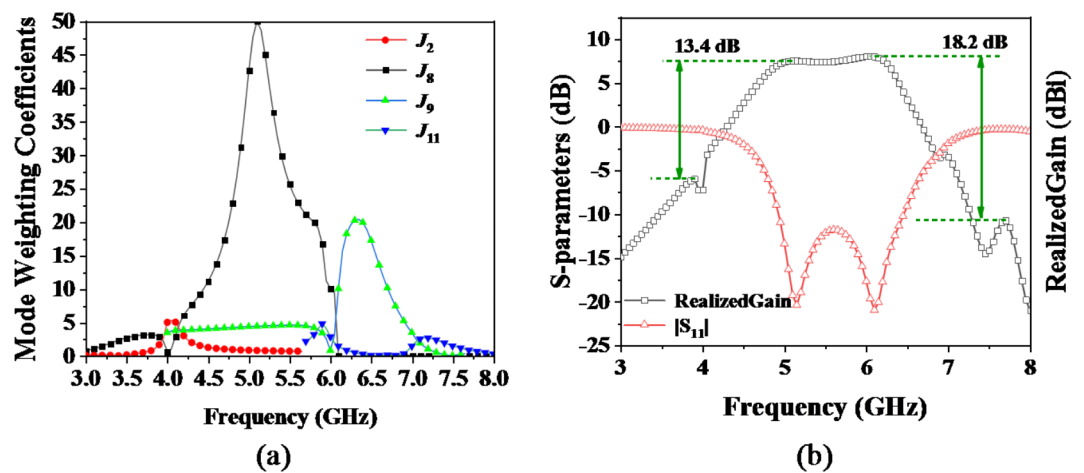 50
45
40
35
30
25
20
15
10
5
0
Mode Weighting Coefficients
J2
J8
J9
J11
3.0 3.5 4.0 4.5 5.0 5.5 6.0 6.5 7.0 7.5 8.0
Frequency (GHz)
(a)
10
5
0
-5
-10
-15
-20
-25
S-parameters (dB)
RealizedGain (dBi)
13.4 dB
18.2 dB
RealizedGain
|S11|
3 4 5 6 7 8
Frequency (GHz)
(b)